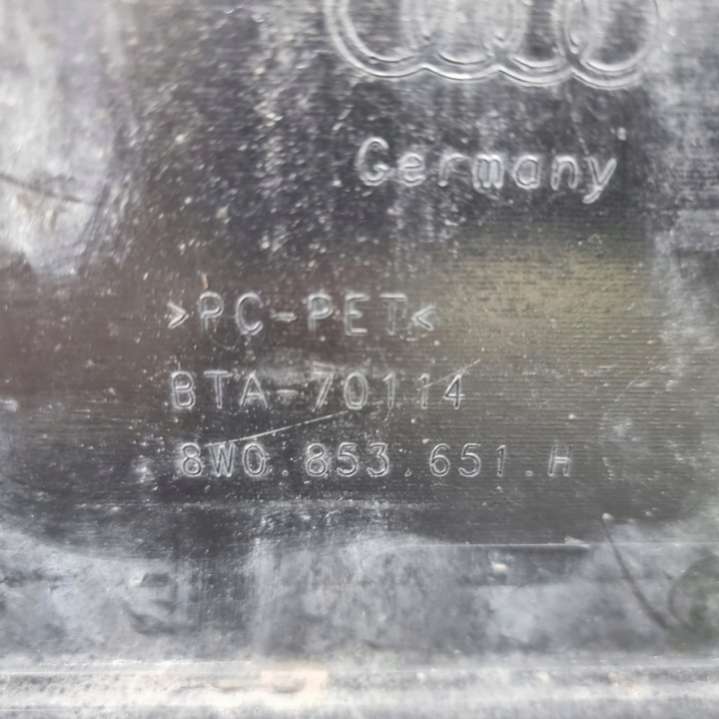 Germany
>PC-PET<
BTA-70114
8W0.853.651.H